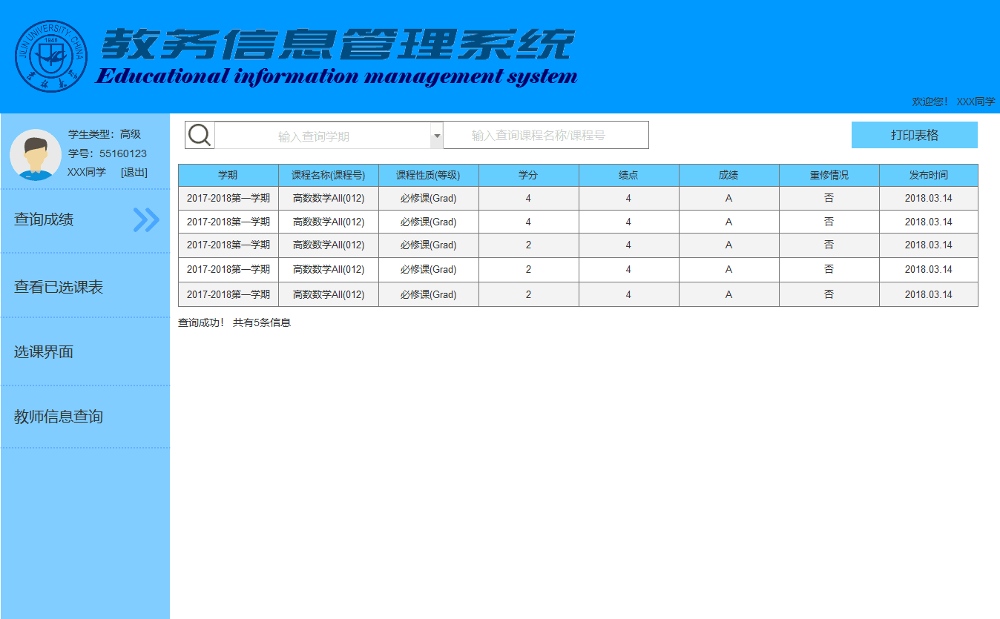 JILIN UNIVERSITY·CHINA
1946
教务信息管理系统
Educational information management system
欢迎您！ XXX同学
学生类型：高级
学号：55160123
XXX同学 [退出]
查询成绩
查看已选课表
选课界面
教师信息查询
输入查询学期 输入查询课程名称/课程号 打印表格
学期 课程名称(课程号) 课程性质(等级) 学分 绩点 成绩 重修情况 发布时间
2017-2018第一学期 高数数学AII(012) 必修课(Grad) 4 4 A 否 2018.03.14
2017-2018第一学期 高数数学AII(012) 必修课(Grad) 4 4 A 否 2018.03.14
2017-2018第一学期 高数数学AII(012) 必修课(Grad) 2 4 A 否 2018.03.14
2017-2018第一学期 高数数学AII(012) 必修课(Grad) 2 4 A 否 2018.03.14
2017-2018第一学期 高数数学AII(012) 必修课(Grad) 2 4 A 否 2018.03.14
查询成功！ 共有5条信息